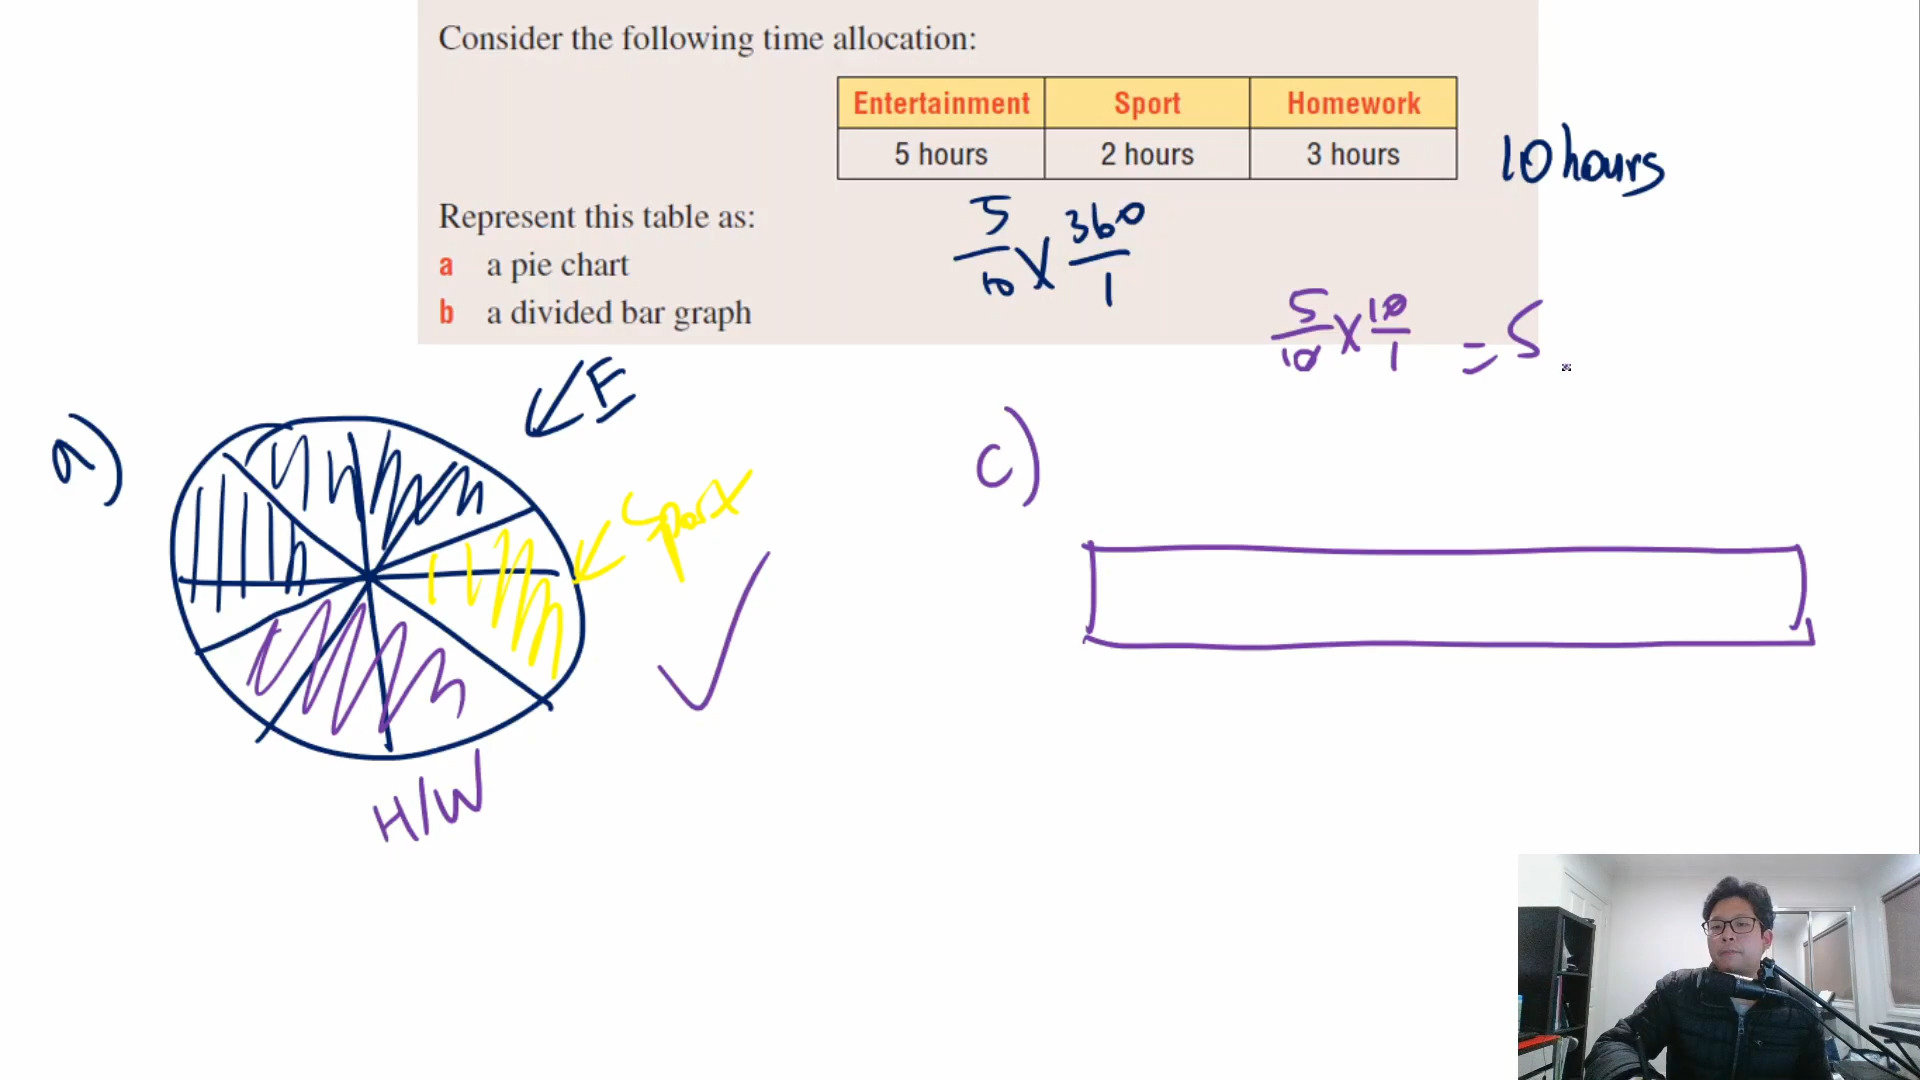 Consider the following time allocation:
Entertainment Sport Homework
5 hours 2 hours 3 hours
10 hours
Represent this table as:
a a pie chart
b a divided bar graph
5/10 × 360/1
5/10 × 10/1 = 5
a)
E
Sport
H/W
c)